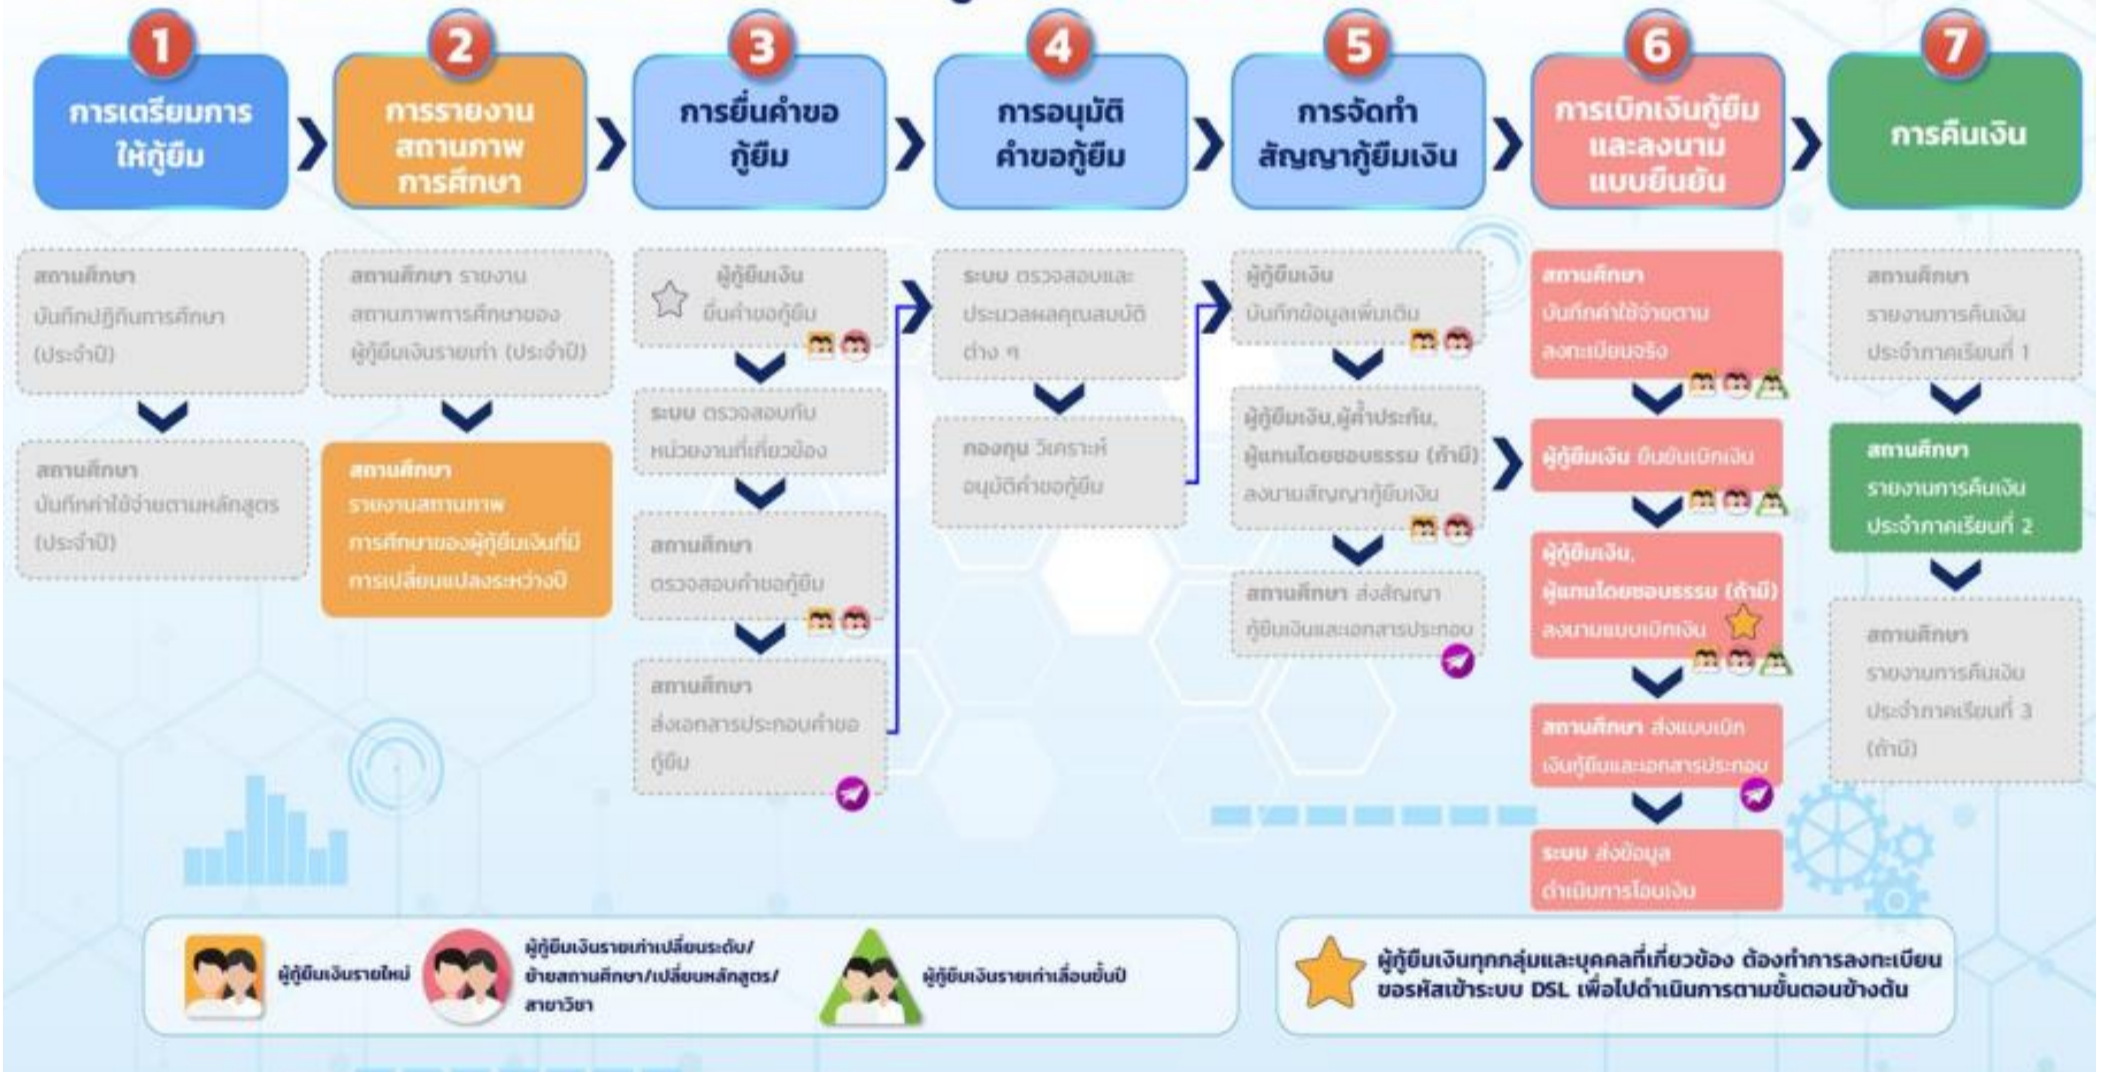 1
การเตรียมการ
ให้กู้ยืม
2
การรายงาน
สถานภาพ
การศึกษา
3
การยื่นคำขอ
กู้ยืม
4
การอนุมัติ
คำขอกู้ยืม
5
การจัดทำ
สัญญากู้ยืมเงิน
6
การเบิกเงินกู้ยืม
และลงนาม
แบบยืนยัน
7
การคืนเงิน
สถานศึกษา
บันทึกปฏิทินการศึกษา
(ประจำปี)
สถานศึกษา
บันทึกค่าใช้จ่ายตามหลักสูตร
(ประจำปี)
สถานศึกษา รายงาน
สถานภาพการศึกษาของ
ผู้กู้ยืมเงินรายเก่า (ประจำปี)
สถานศึกษา
รายงานสถานภาพ
การศึกษาของผู้กู้ยืมเงินที่มี
การเปลี่ยนแปลงระหว่างปี
ผู้กู้ยืมเงิน
ยื่นคำขอกู้ยืม
ระบบ ตรวจสอบกับ
หน่วยงานที่เกี่ยวข้อง
สถานศึกษา
ตรวจสอบคำขอกู้ยืม
สถานศึกษา
ส่งเอกสารประกอบคำขอ
กู้ยืม
ระบบ ตรวจสอบและ
ประมวลผลคุณสมบัติ
ต่าง ๆ
กองทุน วิเคราะห์
อนุมัติคำขอกู้ยืม
ผู้กู้ยืมเงิน
บันทึกข้อมูลเพิ่มเติม
ผู้กู้ยืมเงิน,ผู้ค้ำประกัน,
ผู้แทนโดยชอบธรรม (ถ้ามี)
ลงนามสัญญากู้ยืมเงิน
สถานศึกษา ส่งสัญญา
กู้ยืมเงินและเอกสารประกอบ
สถานศึกษา
บันทึกค่าใช้จ่ายตาม
ลงทะเบียนจริง
ผู้กู้ยืมเงิน ยืนยันเบิกเงิน
ผู้กู้ยืมเงิน,
ผู้แทนโดยชอบธรรม (ถ้ามี)
ลงนามแบบเบิกเงิน
สถานศึกษา ส่งแบบเบิก
เงินกู้ยืมและเอกสารประกอบ
ระบบ ส่งข้อมูล
ดำเนินการโอนเงิน
สถานศึกษา
รายงานการคืนเงิน
ประจำภาคเรียนที่ 1
สถานศึกษา
รายงานการคืนเงิน
ประจำภาคเรียนที่ 2
สถานศึกษา
รายงานการคืนเงิน
ประจำภาคเรียนที่ 3
(ถ้ามี)
ผู้กู้ยืมเงินรายใหม่
ผู้กู้ยืมเงินรายเก่าเปลี่ยนระดับ/
ย้ายสถานศึกษา/เปลี่ยนหลักสูตร/
สาขาวิชา
ผู้กู้ยืมเงินรายเก่าเลื่อนชั้นปี
ผู้กู้ยืมเงินทุกกลุ่มและบุคคลที่เกี่ยวข้อง ต้องทำการลงทะเบียน
ขอรหัสเข้าระบบ DSL เพื่อไปดำเนินการตามขั้นตอนข้างต้น